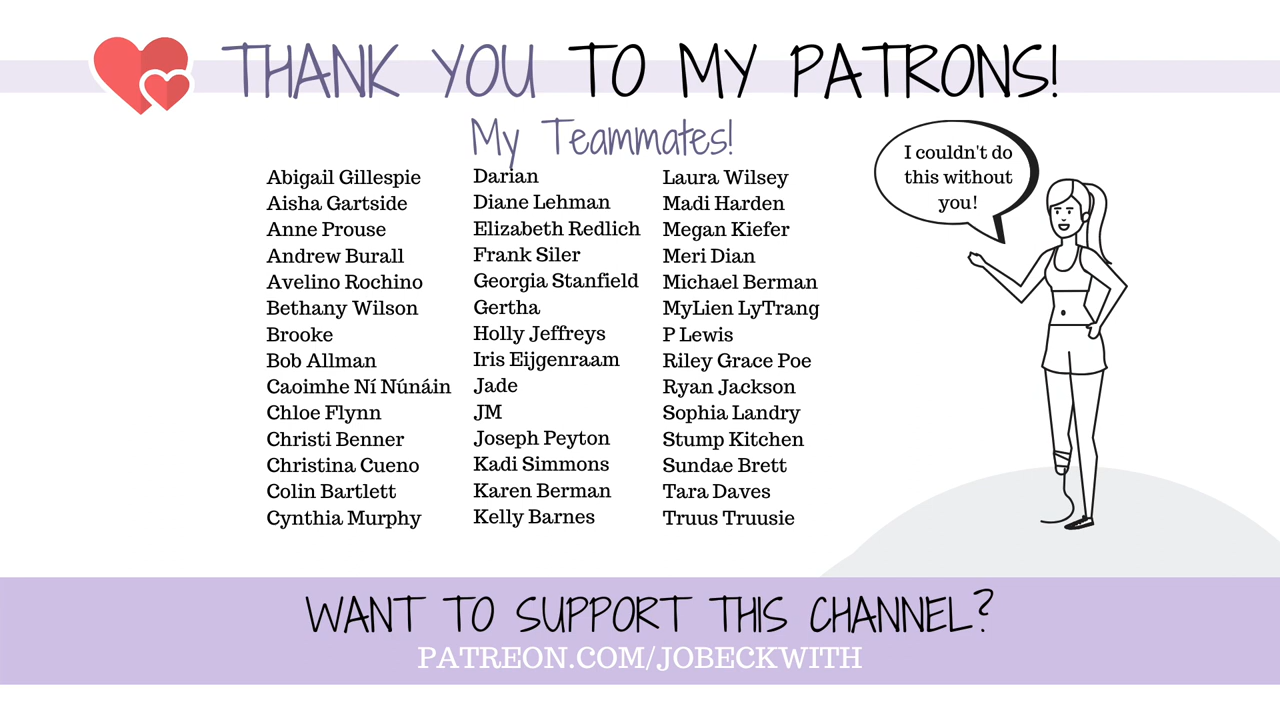 THANK YOU TO MY PATRONS!
My Teammates!
Abigail Gillespie
Aisha Gartside
Anne Prouse
Andrew Burall
Avelino Rochino
Bethany Wilson
Brooke
Bob Allman
Caoimhe Ní Núnáin
Chloe Flynn
Christi Benner
Christina Cueno
Colin Bartlett
Cynthia Murphy
Darian
Diane Lehman
Elizabeth Redlich
Frank Siler
Georgia Stanfield
Gertha
Holly Jeffreys
Iris Eijgenraam
Jade
JM
Joseph Peyton
Kadi Simmons
Karen Berman
Kelly Barnes
Laura Wilsey
Madi Harden
Megan Kiefer
Meri Dian
Michael Berman
MyLien LyTrang
P Lewis
Riley Grace Poe
Ryan Jackson
Sophia Landry
Stump Kitchen
Sundae Brett
Tara Daves
Truus Truusie
I couldn't do
this without
you!
WANT TO SUPPORT THIS CHANNEL?
PATREON.COM/JOBECKWITH